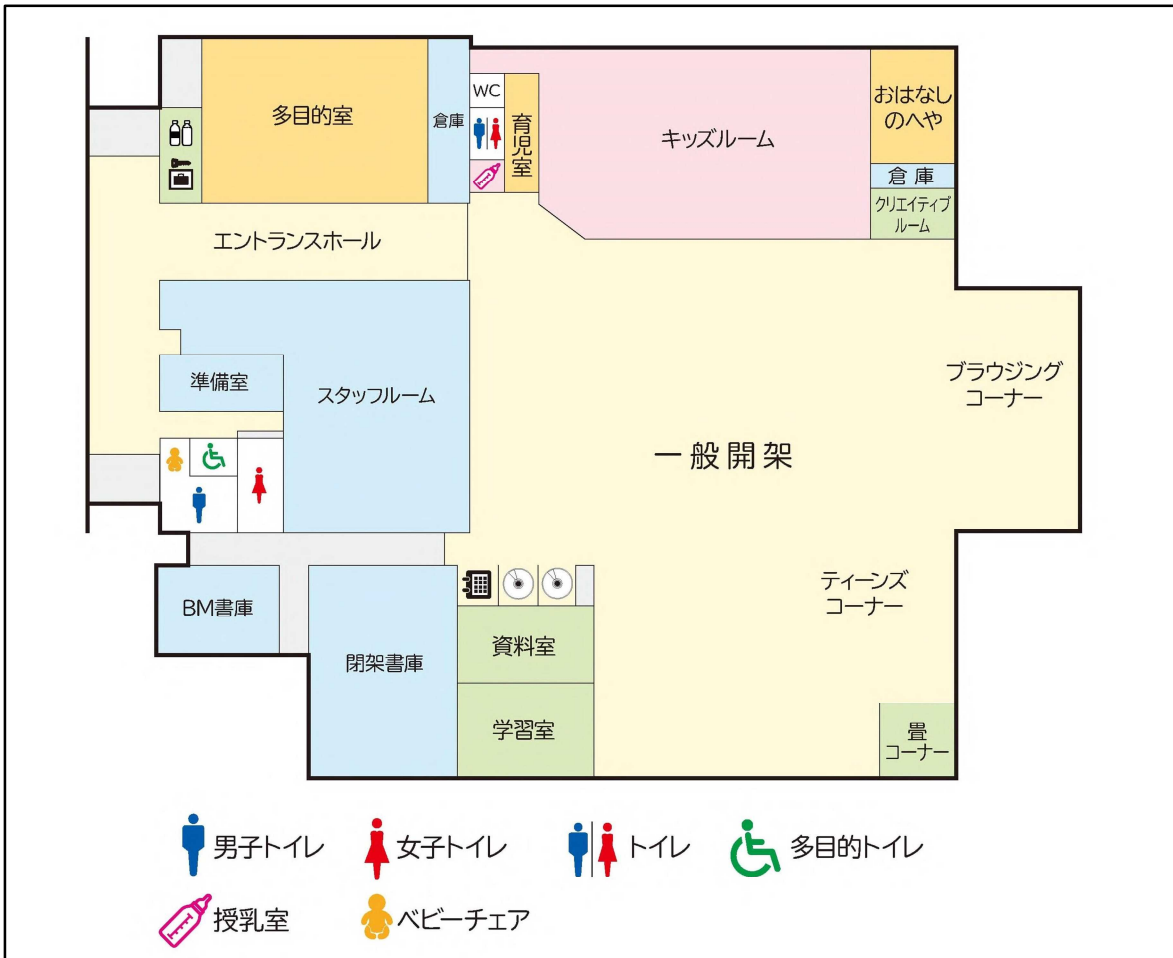 多目的室
倉庫
WC
育児室
キッズルーム
おはなし
のへや
倉庫
クリエイティブ
ルーム
エントランスホール
準備室
スタッフルーム
一般開架
ブラウジング
コーナー
ティーンズ
コーナー
BM書庫
閉架書庫
資料室
学習室
畳
コーナー
男子トイレ
女子トイレ
トイレ
多目的トイレ
授乳室
ベビーチェア